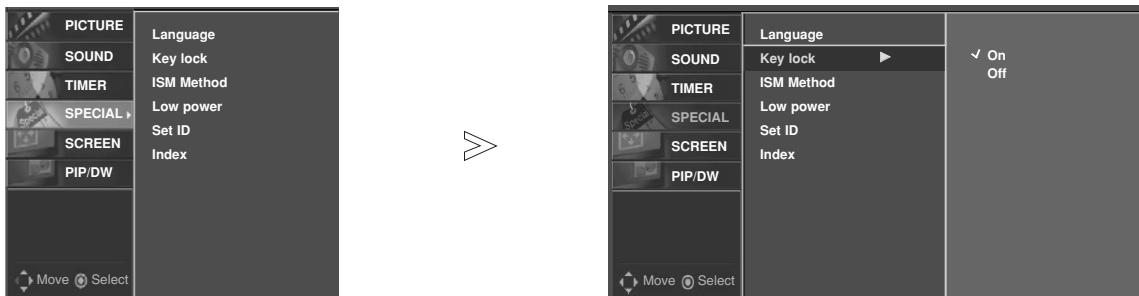 PICTURE
SOUND
TIMER
SPECIAL
SCREEN
PIP/DW
Move Select
Language
Key lock
ISM Method
Low power
Set ID
Index
PICTURE
SOUND
TIMER
SPECIAL
SCREEN
PIP/DW
Move Select
Language
Key lock
ISM Method
Low power
Set ID
Index
On
Off